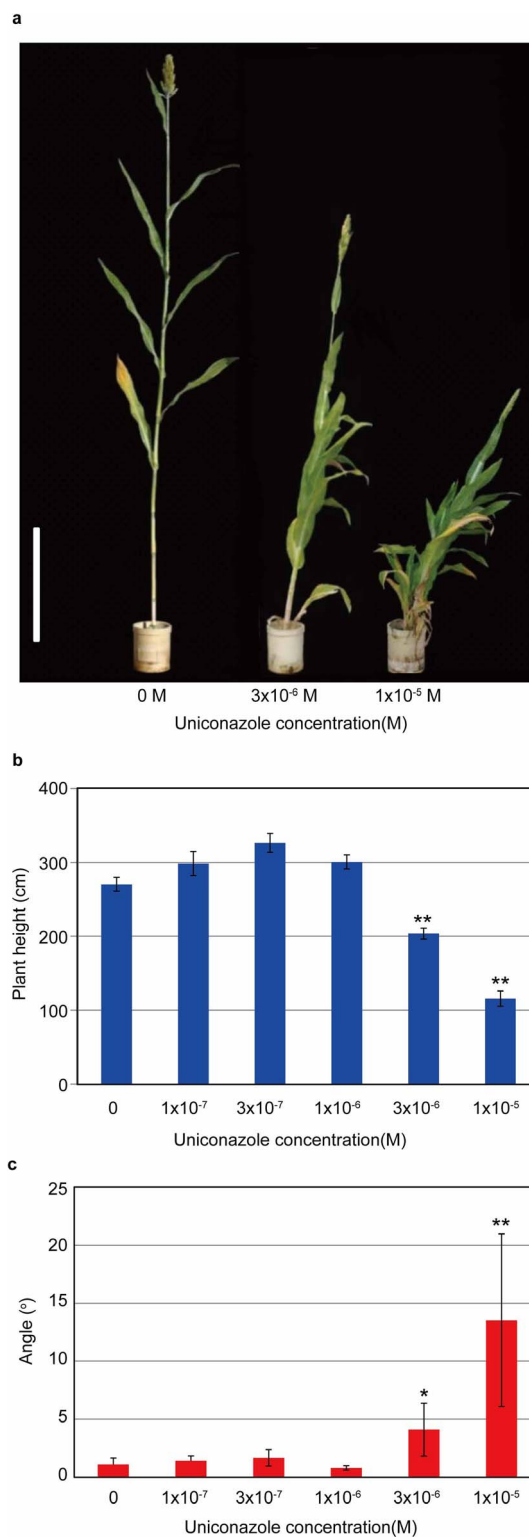 a
0 M 3x10⁻⁶ M 1x10⁻⁵ M
Uniconazole concentration(M)
b
400
300
200
100
0
Plant height (cm)
** **
0 1x10⁻⁷ 3x10⁻⁷ 1x10⁻⁶ 3x10⁻⁶ 1x10⁻⁵
Uniconazole concentration(M)
c
25
20
15
10
5
0
Angle (°)
* **
0 1x10⁻⁷ 3x10⁻⁷ 1x10⁻⁶ 3x10⁻⁶ 1x10⁻⁵
Uniconazole concentration(M)